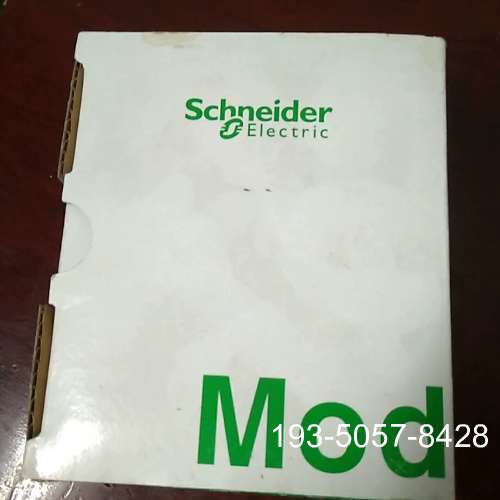 Schneider
Electric
Mod
193-5057-8428